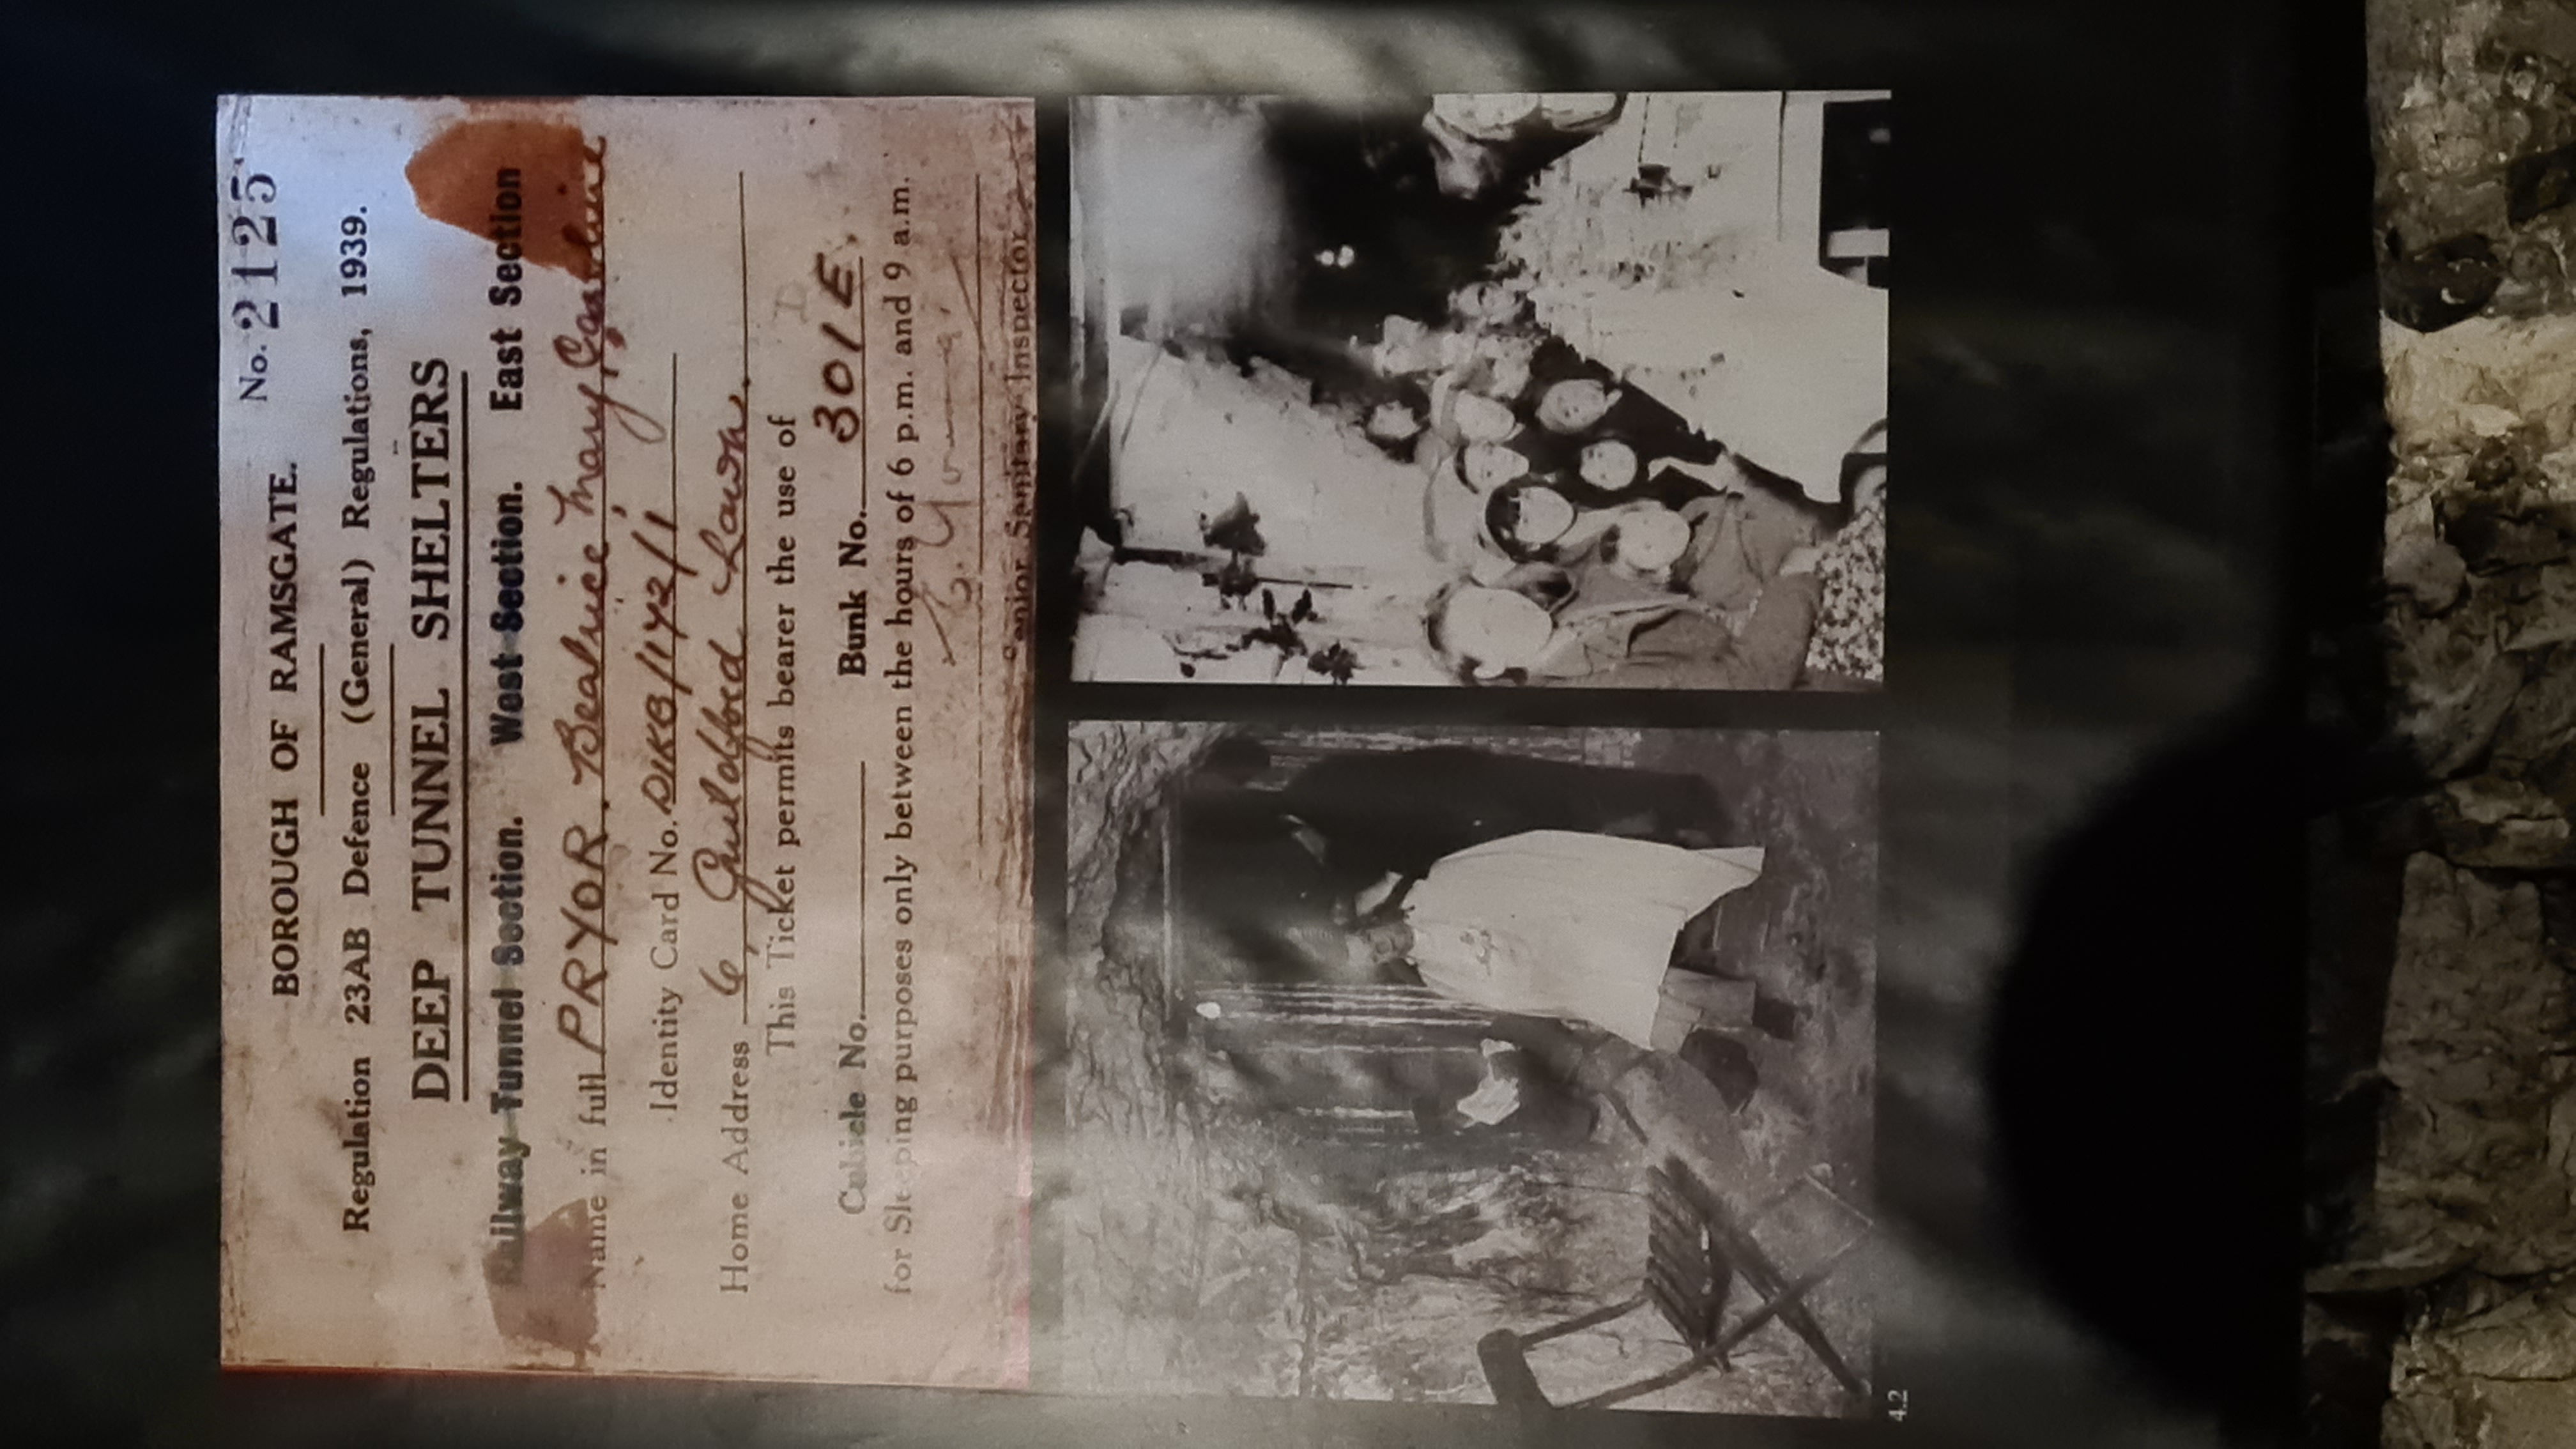 No. 2125
BOROUGH OF RAMSGATE.
Regulation 23AB Defence (General) Regulations, 1939.
DEEP TUNNEL SHELTERS
Railway Tunnel Section. West Section. East Section
Name in full PRYOR. Beatrice Mary Caroline
Identity Card No. DIKB/172/1
Home Address 6, Guildford Lawn.
This Ticket permits bearer the use of
Cubicle No. Bunk No. 301E.
for Sleeping purposes only between the hours of 6 p.m. and 9 a.m.
Senior Sanitary Inspector
4.2